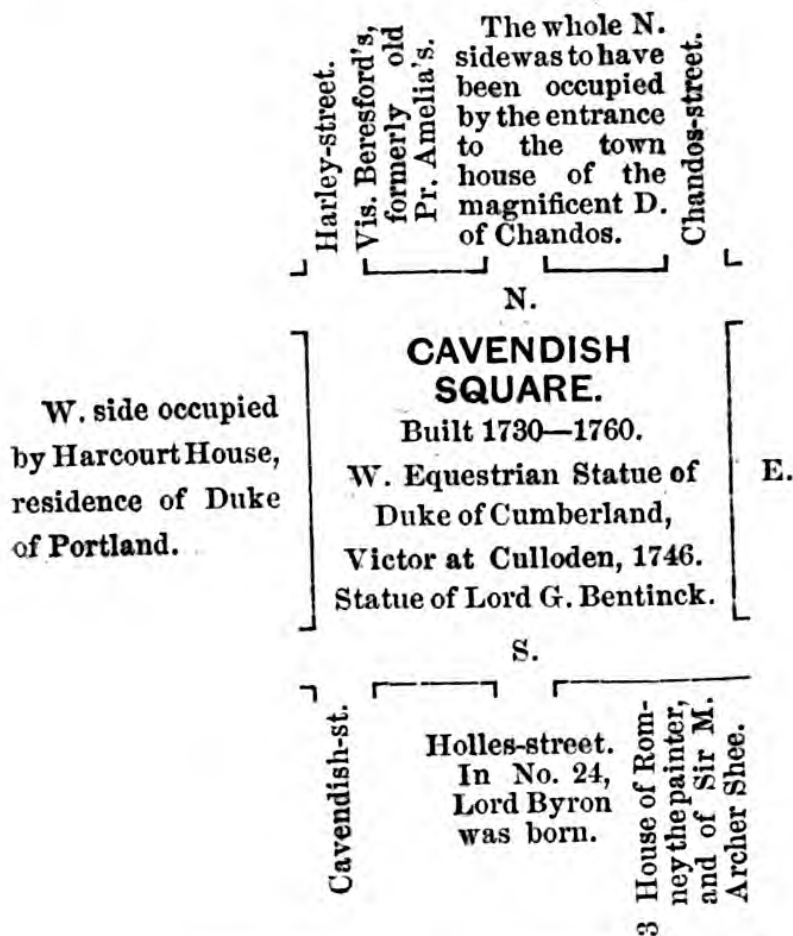 Harley-street.
Vis. Beresford's,
formerly old
Pr. Amelia's.
The whole N.
sidewas to have
been occupied
by the entrance
to the town
house of the
magnificent D.
of Chandos.
Chandos-street.
N.
W. side occupied
by Harcourt House,
residence of Duke
of Portland.
CAVENDISH
SQUARE.
Built 1730—1760.
W. Equestrian Statue of
Duke of Cumberland,
Victor at Culloden, 1746.
Statue of Lord G. Bentinck.
E.
S.
Cavendish-st.
Holles-street.
In No. 24,
Lord Byron
was born.
3 House of Rom-
ney the painter,
and of Sir M.
Archer Shee.